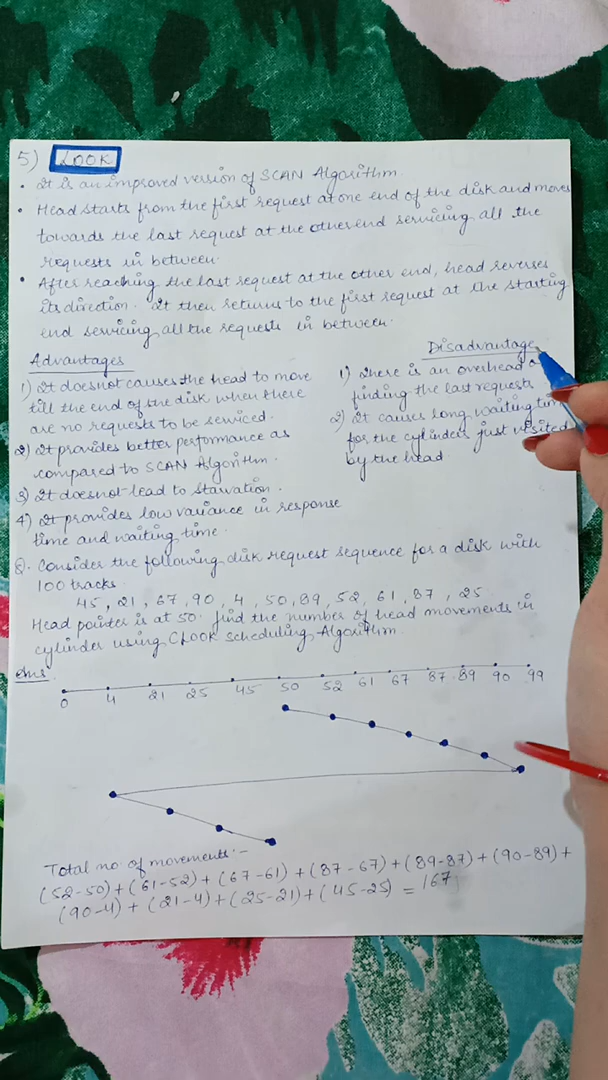 5) LOOK
• It is an improved version of SCAN Algorithm.
• Head starts from the first request at one end of the disk and moves
towards the last request at the other end servicing all the
requests in between.
• After reaching the last request at the other end, head reverses
its direction. It then returns to the first request at the starting
end servicing all the requests in between.
Advantages
1) It doesnot causes the head to move
till the end of the disk when there
are no requests to be serviced.
2) It provides better performance as
compared to SCAN Algorithm.
3) It doesnot lead to starvation.
4) It provides low variance in response
time and waiting time.
Disadvantage
1) There is an overhead
finding the last requests
2) It causes long waiting time
for the cylinders just visited
by the head.
Q. Consider the following disk request sequence for a disk with
100 tracks.
45, 21, 67, 90, 4, 50, 89, 52, 61, 87, 25
Head pointer is at 50. find the number of head movements in
cylinder using CLOOK scheduling Algorithm.
Ans:
0 4 21 25 45 50 52 61 67 87 89 90 99
Total no. of movements:-
(52-50)+(61-52)+(67-61)+(87-67)+(89-87)+(90-89)+
(90-4)+(21-4)+(25-21)+(45-25) = 167